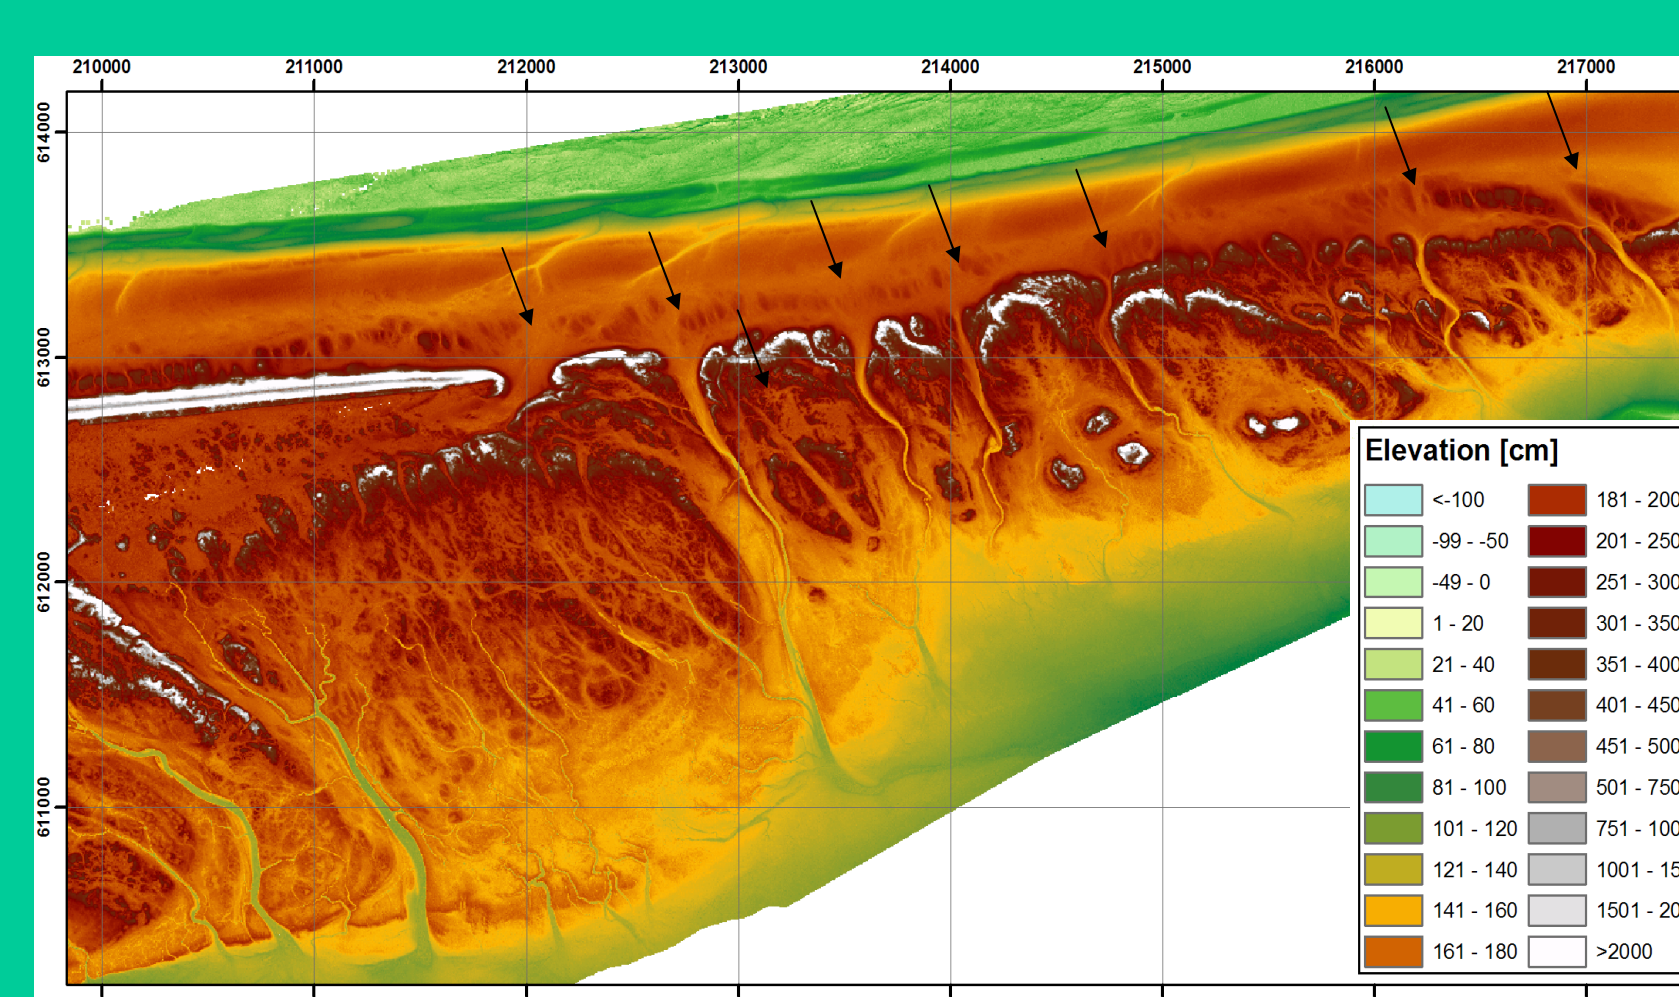 210000 211000 212000 213000 214000 215000 216000 217000
614000
613000
612000
611000
Elevation [cm]
<-100 181 - 200
-99 - -50 201 - 250
-49 - 0 251 - 300
1 - 20 301 - 350
21 - 40 351 - 400
41 - 60 401 - 450
61 - 80 451 - 500
81 - 100 501 - 750
101 - 120 751 - 100
121 - 140 1001 - 15
141 - 160 1501 - 20
161 - 180 >2000